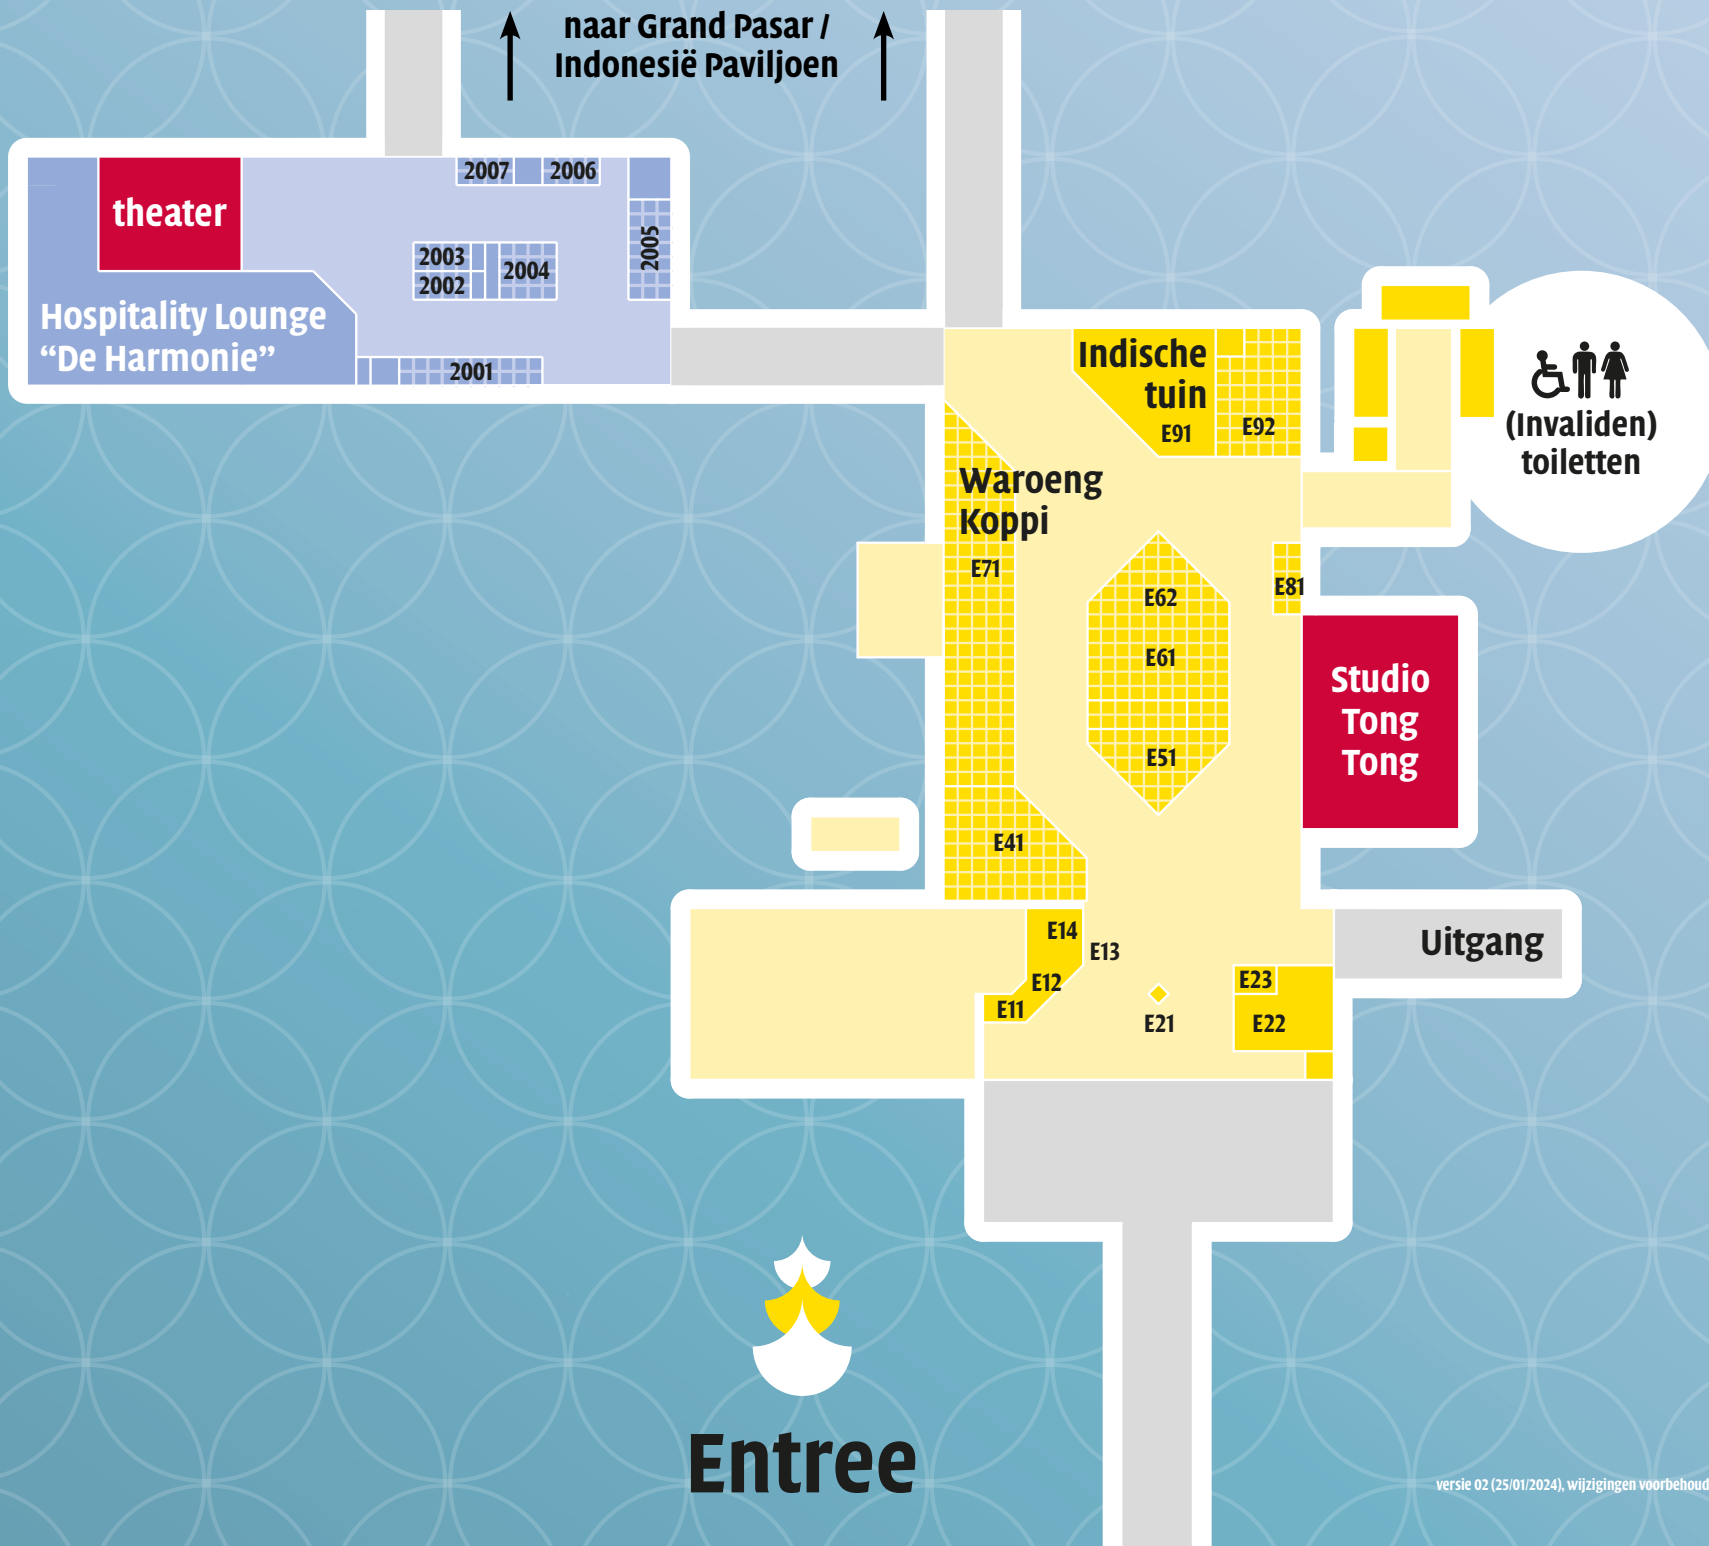 naar Grand Pasar /
Indonesië Paviljoen
2007
2006
theater
2003
2004
2005
2002
Hospitality Lounge
“De Harmonie”
2001
Indische
tuin
E91
E92
(Invaliden)
toiletten
Waroeng
Koppi
E71
E62
E81
E61
E51
Studio
Tong
Tong
E41
E14
E13
E12
E11
E21
E23
E22
Uitgang
Entree
versie 02 (25/01/2024), wijzigingen voorbehoud